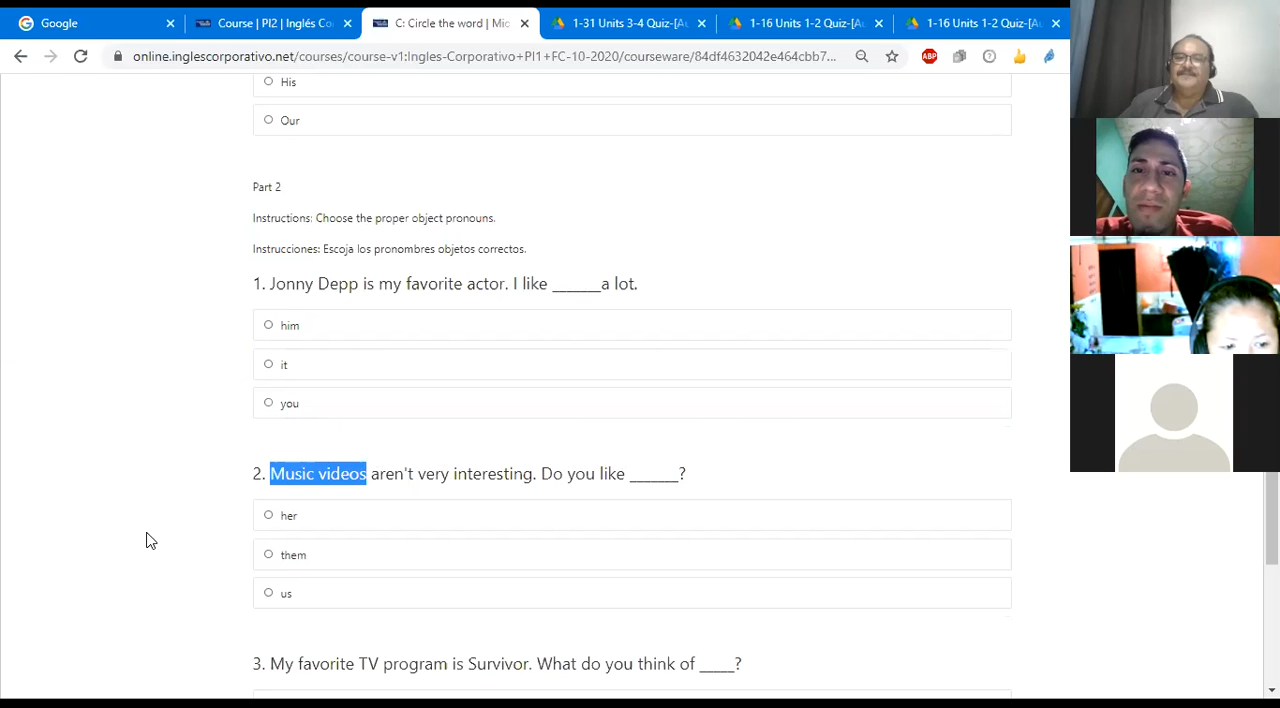 Google
Course | PI2 | Inglés Co
C: Circle the word | Mic
1-31 Units 3-4 Quiz-[A
1-16 Units 1-2 Quiz-[A
1-16 Units 1-2 Quiz-[A
online.inglescorporativo.net/courses/course-v1:Ingles-Corporativo+PI1+FC-10-2020/courseware/84df4632042e464cbb7...
ABP
His
Our
Part 2
Instructions: Choose the proper object pronouns.
Instrucciones: Escoja los pronombres objetos correctos.
1. Jonny Depp is my favorite actor. I like _______a lot.
him
it
you
2. Music videos aren't very interesting. Do you like _______?
her
them
us
3. My favorite TV program is Survivor. What do you think of _____?